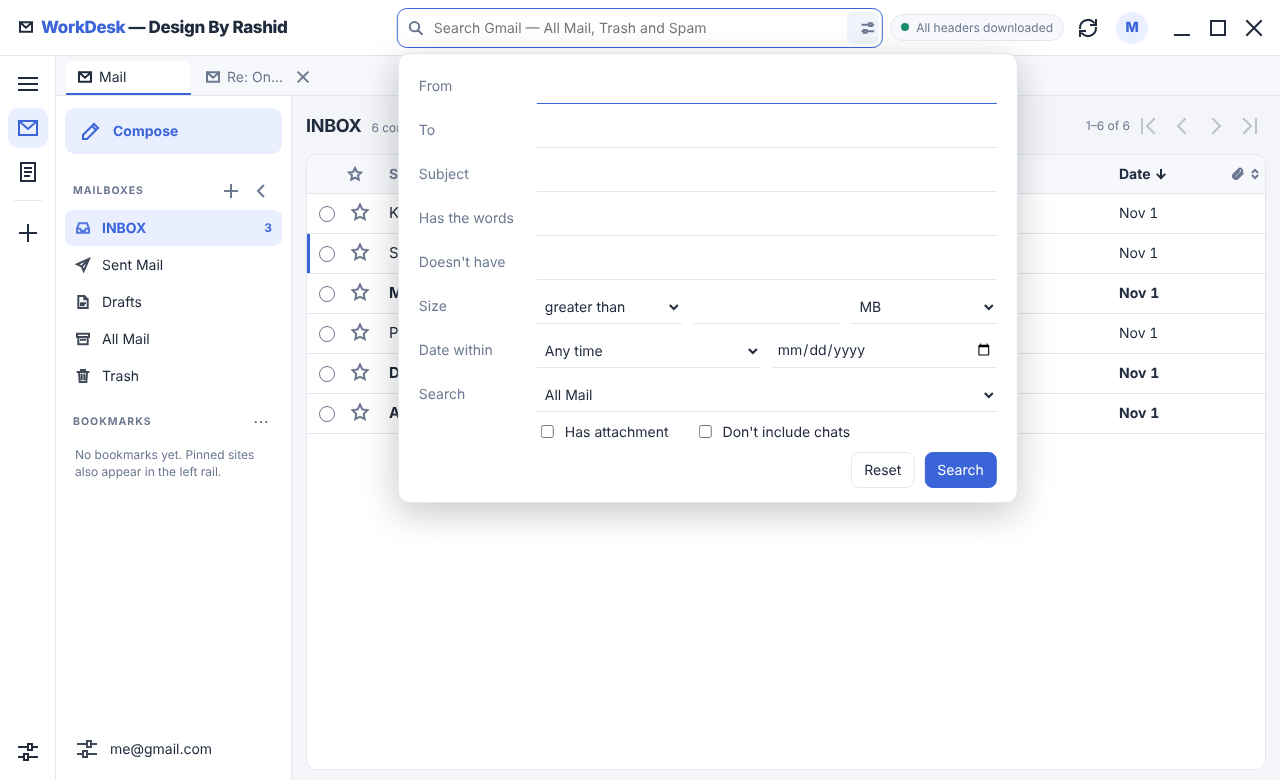 WorkDesk — Design By Rashid
Search Gmail — All Mail, Trash and Spam
All headers downloaded
M
Mail
Re: On...
Compose
MAILBOXES
INBOX 3
Sent Mail
Drafts
All Mail
Trash
BOOKMARKS
No bookmarks yet. Pinned sites
also appear in the left rail.
me@gmail.com
INBOX 6
1–6 of 6
Date
Nov 1
Nov 1
Nov 1
Nov 1
Nov 1
Nov 1
From
To
Subject
Has the words
Doesn't have
Size greater than MB
Date within Any time mm/dd/yyyy
Search All Mail
Has attachment Don't include chats
Reset Search